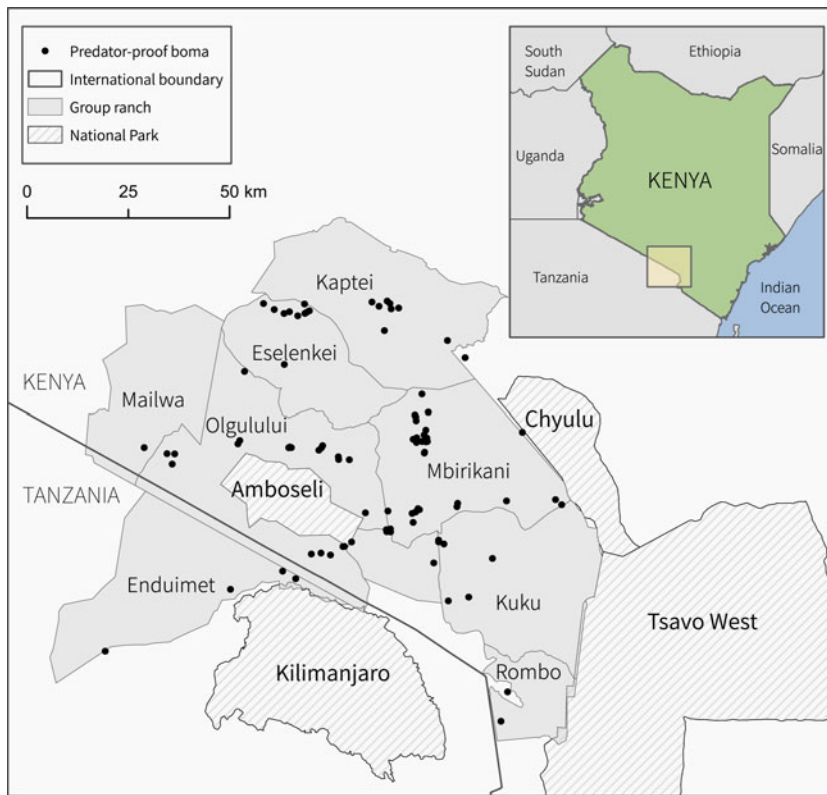 Predator-proof boma
International boundary
Group ranch
National Park
0 25 50 km
South
Sudan
Ethiopia
Uganda
Somalia
KENYA
Tanzania
Indian
Ocean
Kaptei
Eselenkei
KENYA
Mailwa
Olgululului
Chyulu
Mbirikani
TANZANIA
Amboseli
Enduimet
Kuku
Tsavo West
Rombo
Kilimanjaro